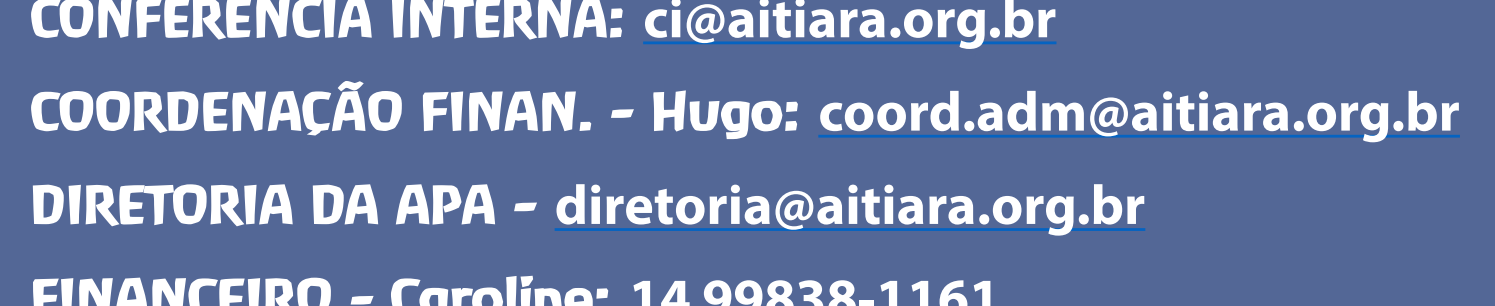 CONFERÊNCIA INTERNA: ci@aitiara.org.br
COORDENAÇÃO FINAN. - Hugo: coord.adm@aitiara.org.br
DIRETORIA DA APA - diretoria@aitiara.org.br
FINANCEIRO - Caroline: 14 99838-1161